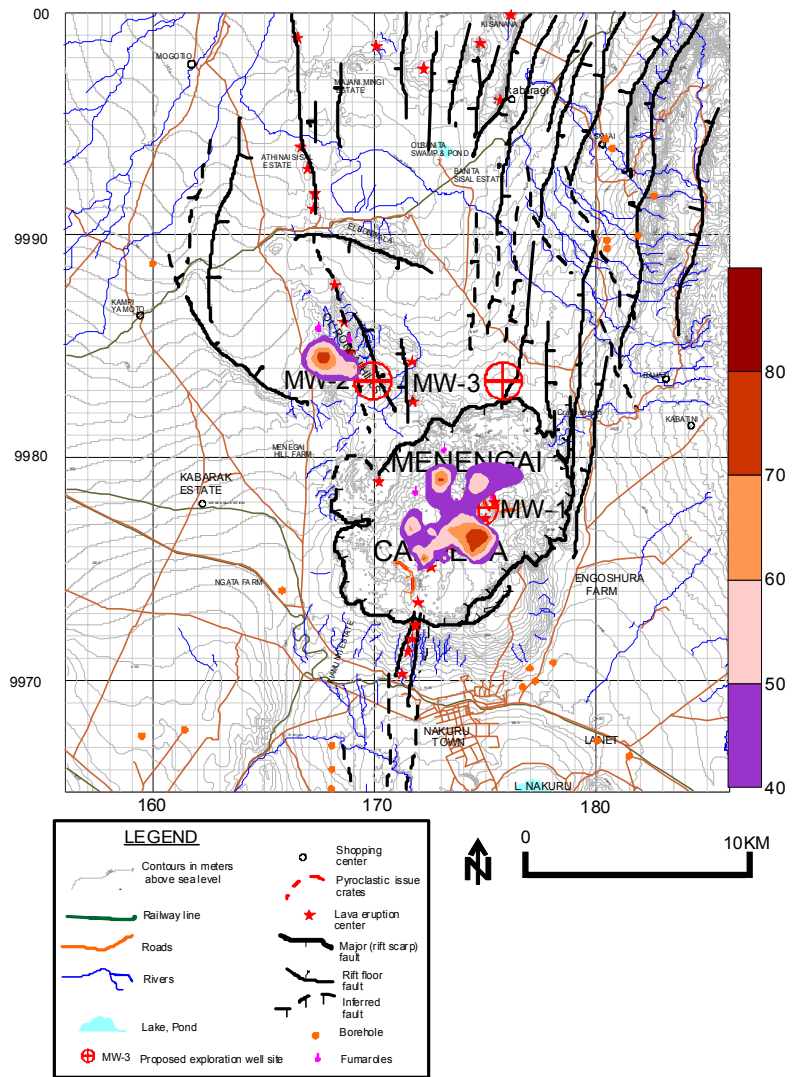 00
KISANANA
MOGOTIO
MAJANI MINGI
ESTATE
Kabaragi
OLBANITA
SWAMP & POND
ATHINAI SISAL
ESTATE
BANITA
SISAL ESTATE
9990
KAMPI
YA MOTO
80
MW-2
MW-3
KABATINI
70
MENEGAI
HILL FARM
9980
MENENGAI
KABARAK
ESTATE
MW-1
60
NGATA FARM
ENGOSHURA
FARM
50
9970
NAKURU
TOWN
LANET
L. NAKURU
40
160
170
180
LEGEND
Contours in meters
above sea level
Railway line
Roads
Rivers
Lake, Pond
MW-3 Proposed exploration well site
Shopping
center
Pyroclastic issue
crates
Lava eruption
center
Major (rift scarp)
fault
Rift floor
fault
Inferred
fault
Borehole
Fumaroles
N
0
10KM